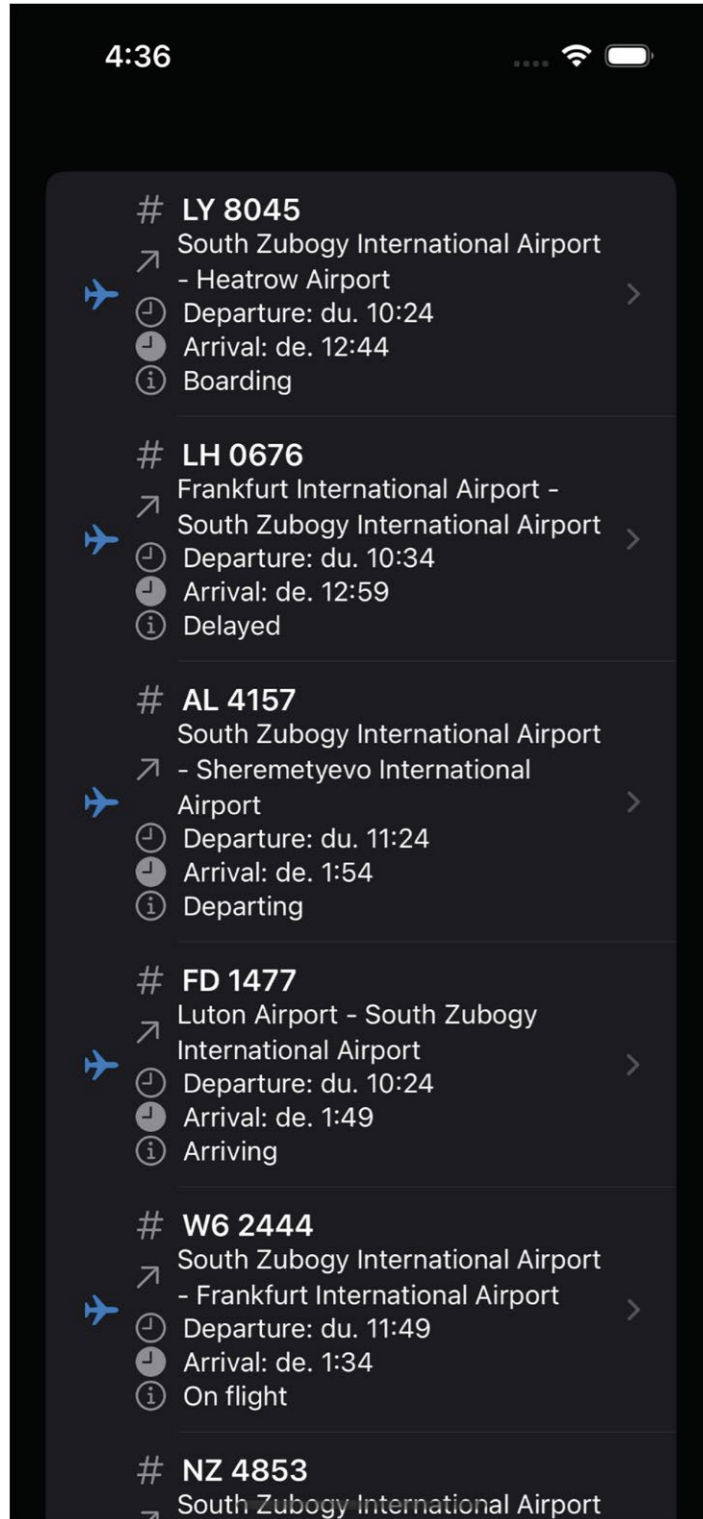 4:36
# LY 8045
South Zubogy International Airport
- Heatrow Airport
Departure: du. 10:24
Arrival: de. 12:44
Boarding
# LH 0676
Frankfurt International Airport -
South Zubogy International Airport
Departure: du. 10:34
Arrival: de. 12:59
Delayed
# AL 4157
South Zubogy International Airport
- Sheremetyevo International
Airport
Departure: du. 11:24
Arrival: de. 1:54
Departing
# FD 1477
Luton Airport - South Zubogy
International Airport
Departure: du. 10:24
Arrival: de. 1:49
Arriving
# W6 2444
South Zubogy International Airport
- Frankfurt International Airport
Departure: du. 11:49
Arrival: de. 1:34
On flight
# NZ 4853
South Zubogy International Airport